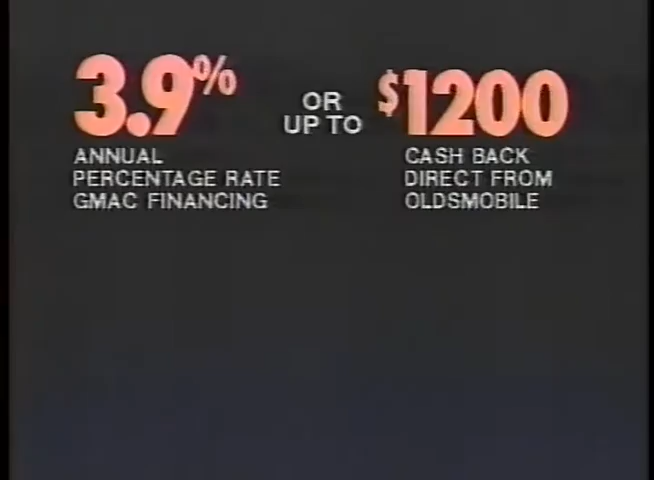 3.9%
ANNUAL
PERCENTAGE RATE
GMAC FINANCING
OR
UP TO
$1200
CASH BACK
DIRECT FROM
OLDSMOBILE